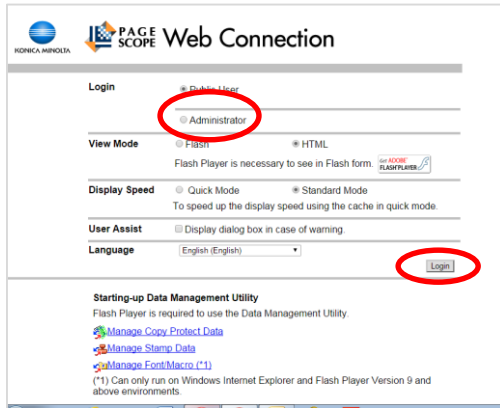 KONICA MINOLTA
PAGE SCOPE Web Connection
Login Public User
Administrator
View Mode Flash HTML
Flash Player is necessary to see in Flash form. Get ADOBE FLASH PLAYER
Display Speed Quick Mode Standard Mode
To speed up the display speed using the cache in quick mode.
User Assist Display dialog box in case of warning.
Language English (English)
Login
Starting-up Data Management Utility
Flash Player is required to use the Data Management Utility.
Manage Copy Protect Data
Manage Stamp Data
Manage Font/Macro (*1)
(*1) Can only run on Windows Internet Explorer and Flash Player Version 9 and
above environments.